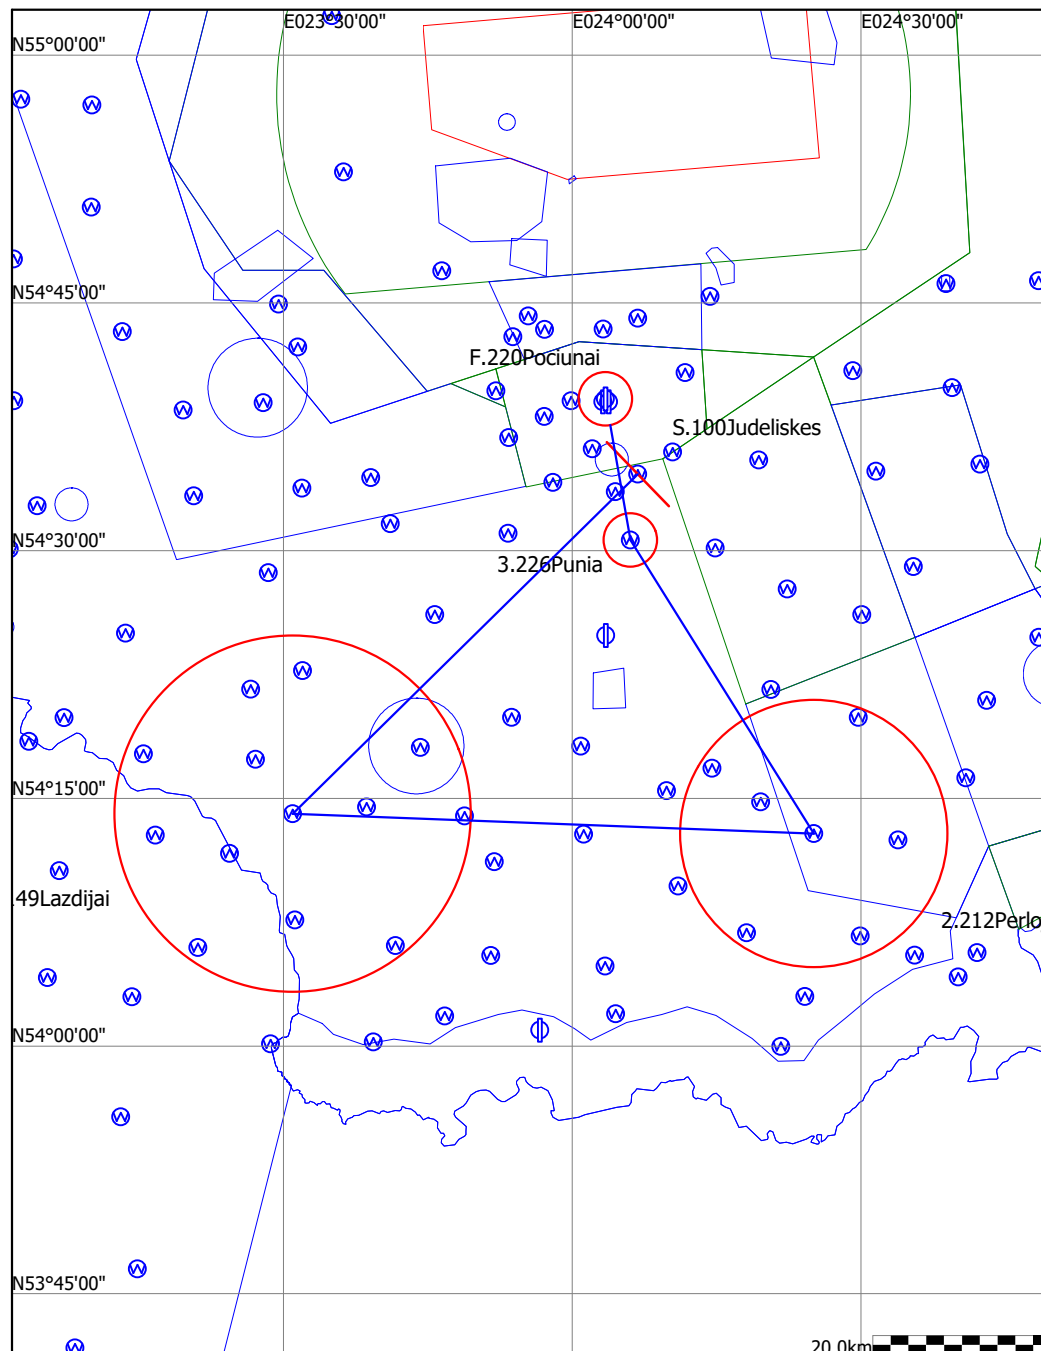 E023°30'00"
E024°00'00"
E024°30'00"
N55°00'00"
N54°45'00"
F.220Pociunai
S.100Judeliskes
N54°30'00"
3.226Punia
N54°15'00"
.49Lazdijai
2.212Perlo
N54°00'00"
N53°45'00"
20.0km